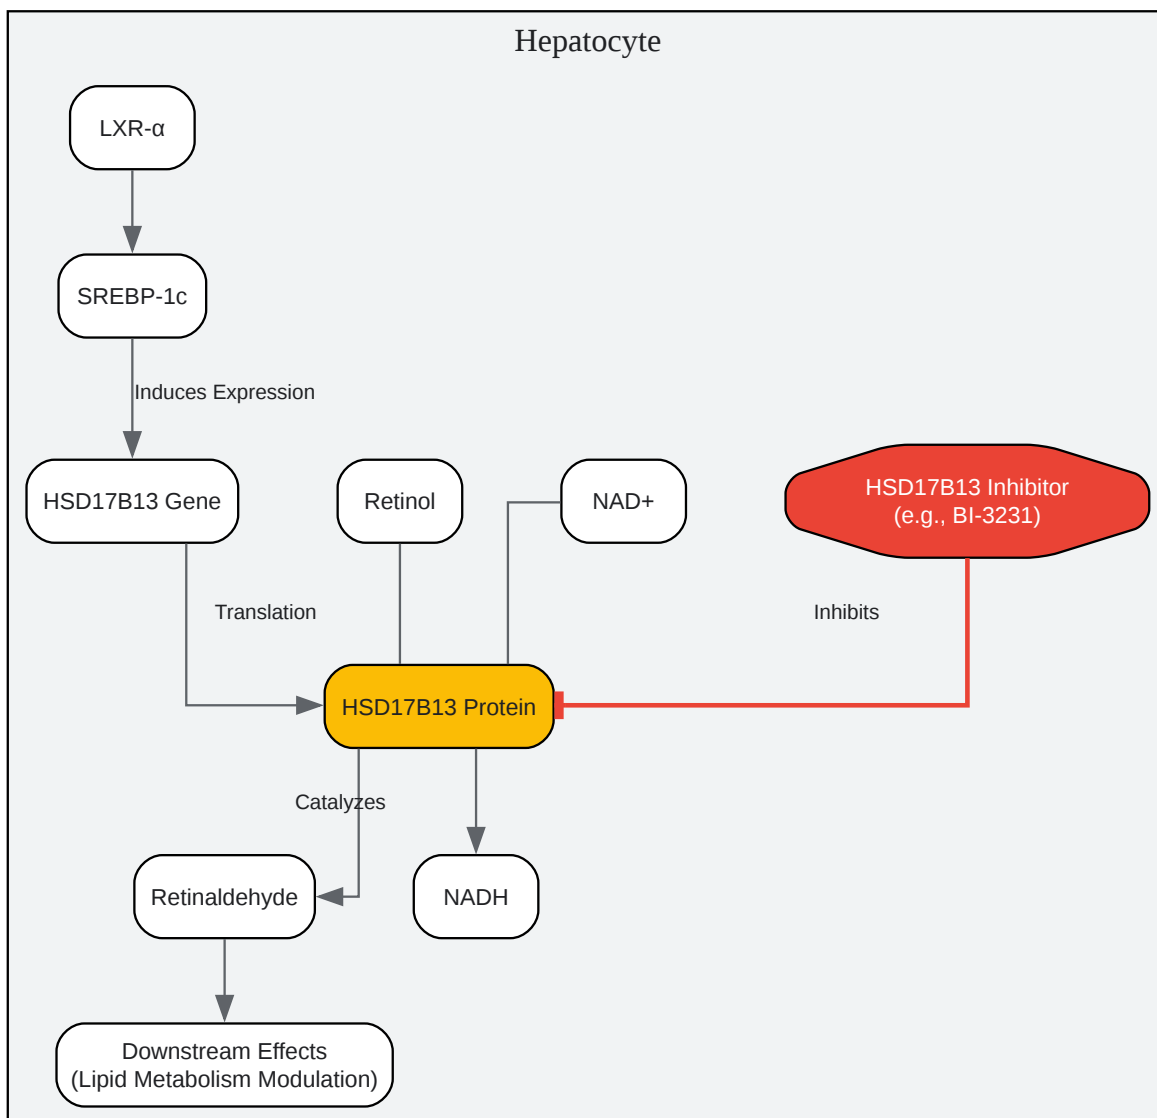 Hepatocyte
LXR-α
SREBP-1c
Induces Expression
HSD17B13 Gene
Retinol
NAD+
HSD17B13 Inhibitor
(e.g., BI-3231)
Translation
Inhibits
HSD17B13 Protein
Catalyzes
Retinaldehyde
NADH
Downstream Effects
(Lipid Metabolism Modulation)